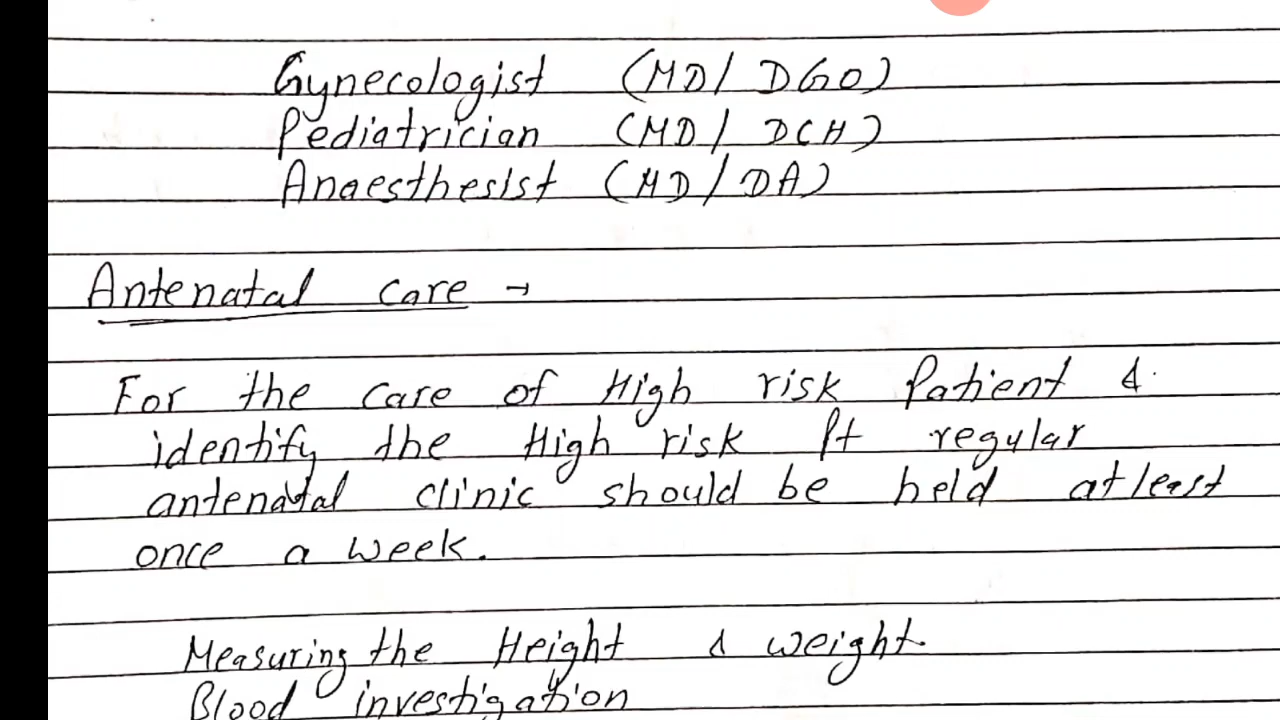 Gynecologist (MD/ DGO)
Pediatrician (MD/ DCH)
Anaesthesist (MD/DA)
Antenatal care →
For the care of High risk Patient &
identify the High risk Pt regular
antenatal clinic should be held atleast
once a week.
Measuring the Height & weight.
Blood investigation